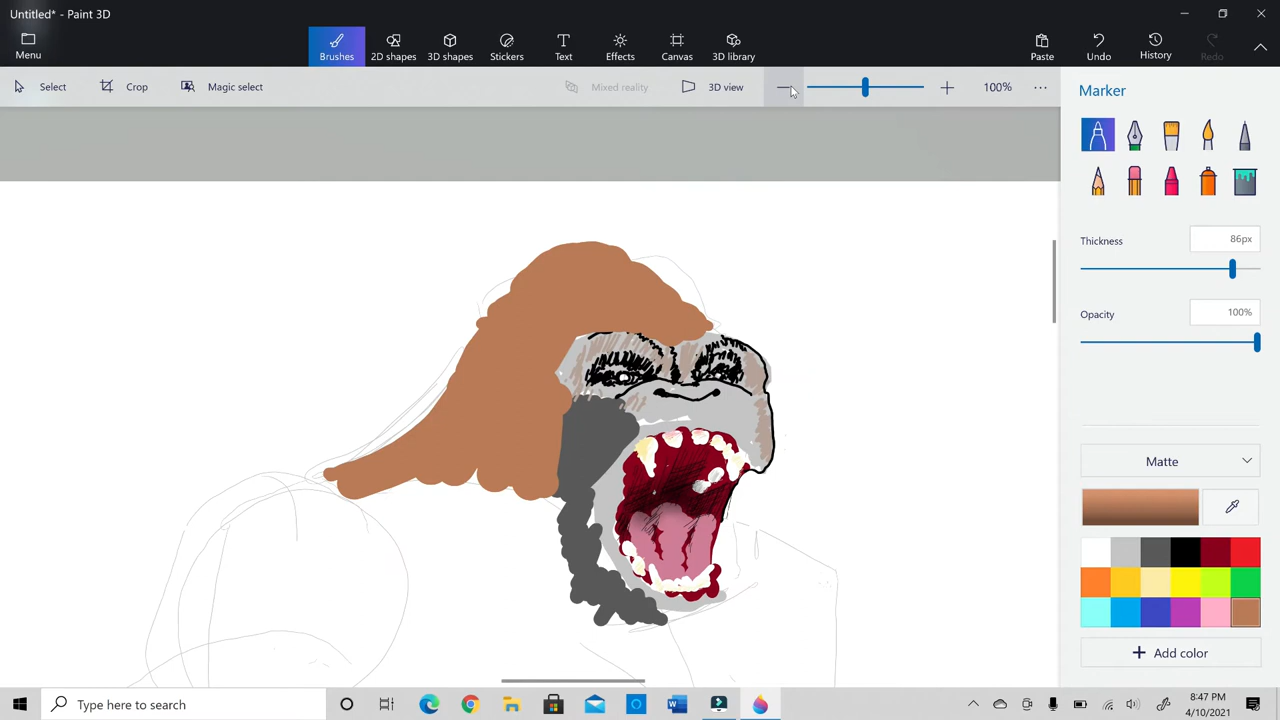 Untitled* - Paint 3D
Menu
Brushes
2D shapes
3D shapes
Stickers
Text
Effects
Canvas
3D library
Paste
Undo
History
Redo
Select
Crop
Magic select
Mixed reality
3D view
100%
Marker
Thickness
86px
Opacity
100%
Matte
Add color
Type here to search
8:47 PM
4/10/2021